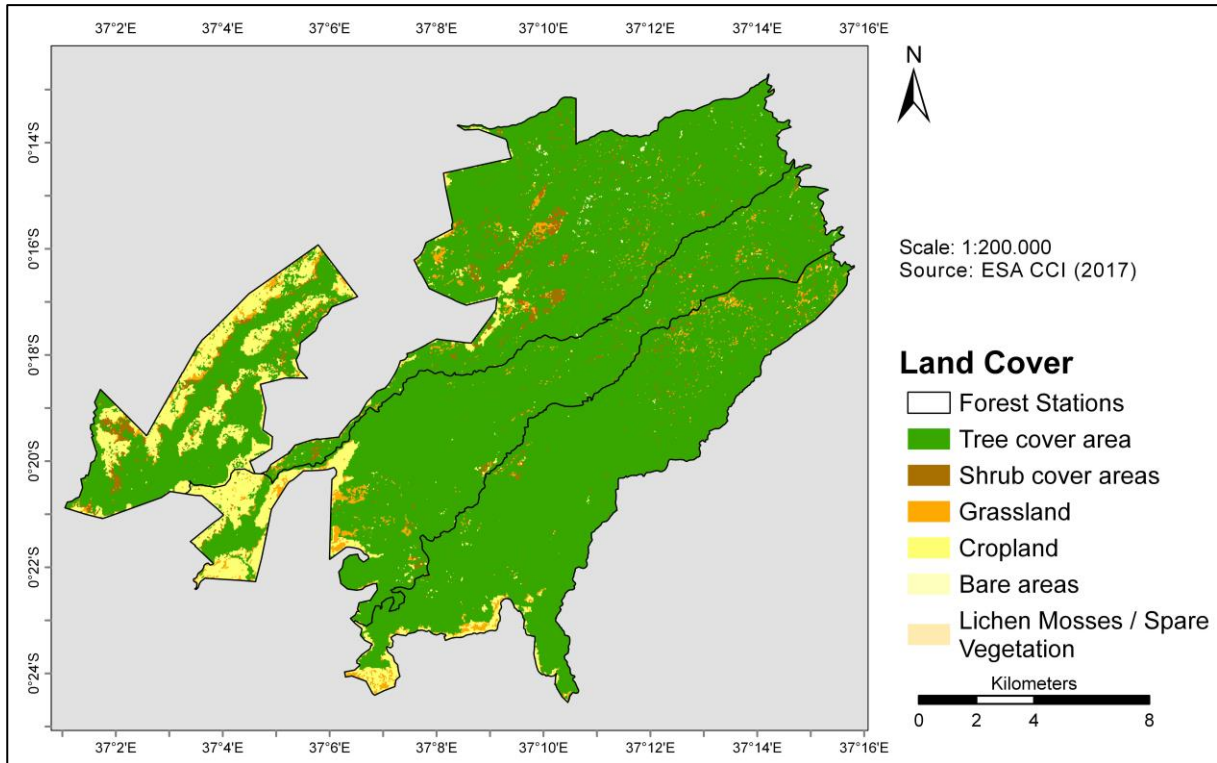 37°2'E 37°4'E 37°6'E 37°8'E 37°10'E 37°12'E 37°14'E 37°16'E
0°14'S
0°16'S
0°18'S
0°20'S
0°22'S
0°24'S
37°2'E 37°4'E 37°6'E 37°8'E 37°10'E 37°12'E 37°14'E 37°16'E
N
Scale: 1:200.000
Source: ESA CCI (2017)
Land Cover
Forest Stations
Tree cover area
Shrub cover areas
Grassland
Cropland
Bare areas
Lichen Mosses / Spare
Vegetation
Kilometers
0 2 4 8